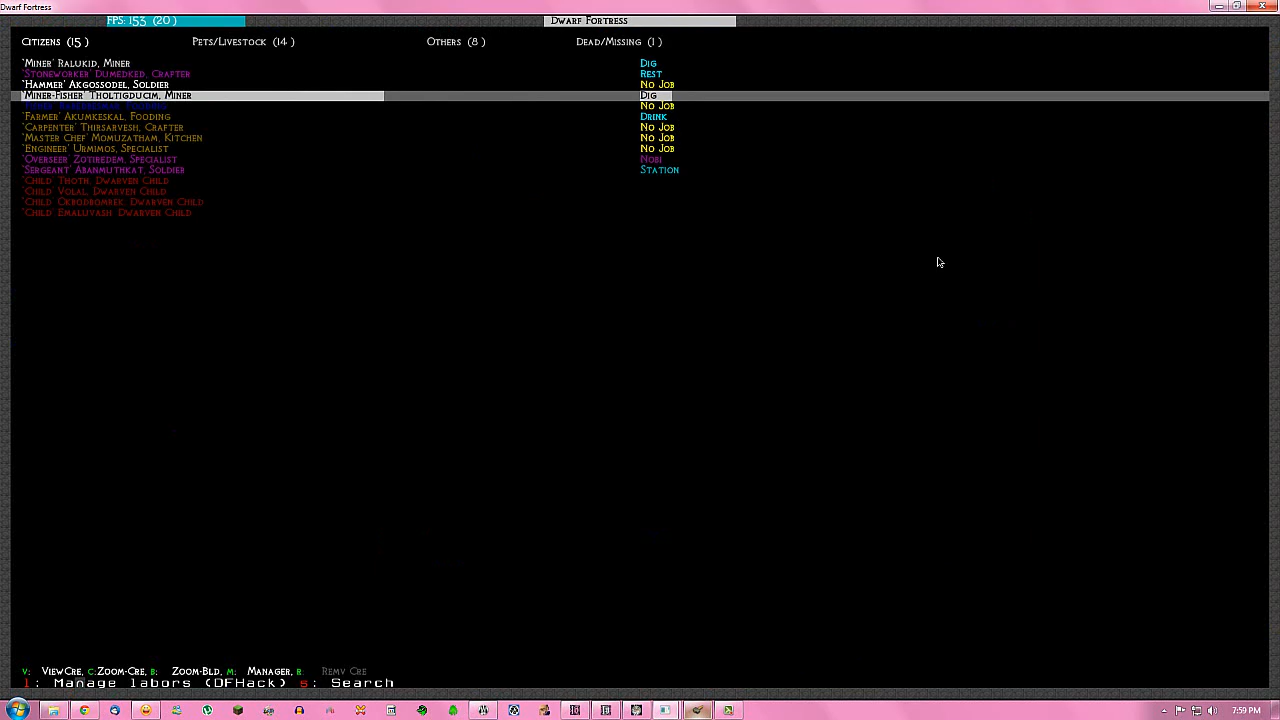 Dwarf Fortress
FPS: 153 (20) Dwarf Fortress
Citizens (15) Pets/Livestock (14) Others (8) Dead/Missing (1)
'Miner' Ralukid, Miner Dig
'Stoneworker' Dumedked, Crafter Rest
'Hammer' Akgossodel, Soldier No Job
'Miner-Fisher' Tholtigducim, Miner Dig
No Job
'Farmer' Akumkeskal, Fooding Drink
'Carpenter' Thirsarvesh, Crafter No Job
'Master Chef' Momuzatham, Kitchen No Job
'Engineer' Urmimos, Specialist No Job
'Overseer' Zotiredem, Specialist Nobi
'Sergeant' Abanmuthkat, Soldier Station
'Child' Thoth, Dwarven Child
'Child' Volal, Dwarven Child
'Child' Okrodbomrek, Dwarven Child
'Child' Emaluvash, Dwarven Child
V: ViewCre, C:Zoom-Cre, B: Zoom-Bld, M: Manager, R Remv Cre
l: Manage labors (DFHack) s: Search
7:59 PM